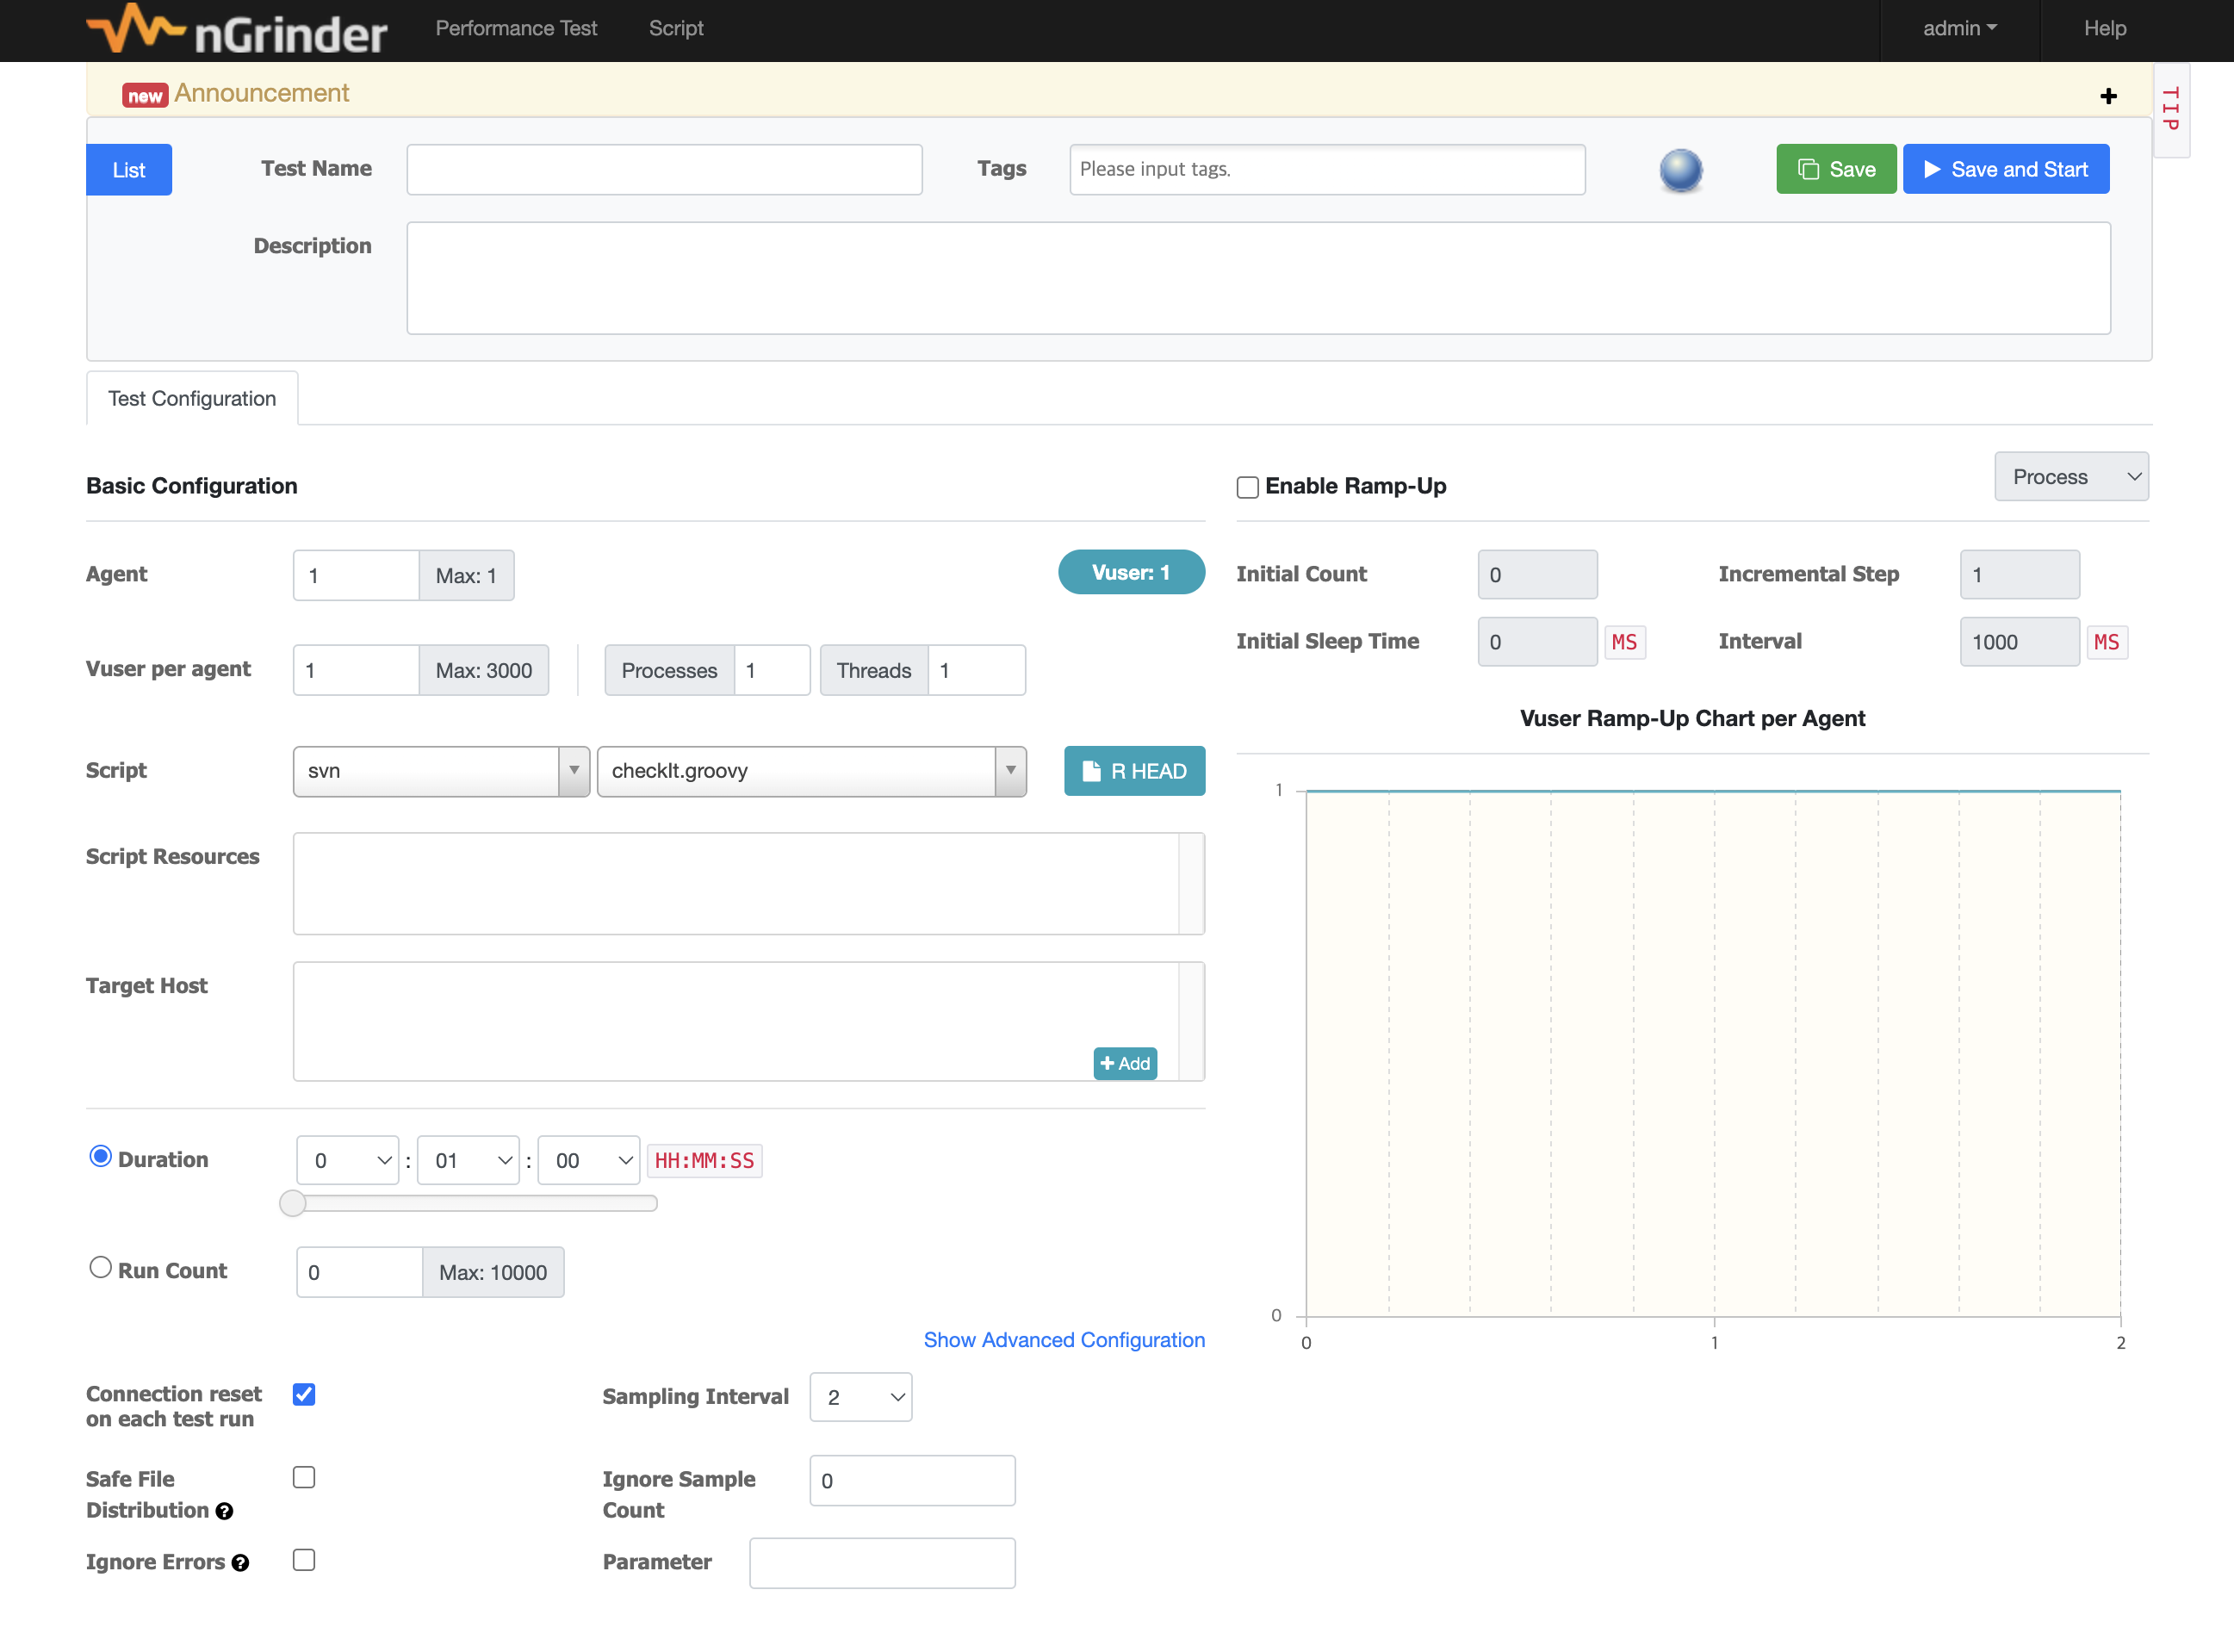 nGrinder Performance Test Script admin Help
new Announcement
TIP
List Test Name Tags Please input tags. Save Save and Start
Description
Test Configuration
Basic Configuration
Agent 1 Max: 1 Vuser: 1
Vuser per agent 1 Max: 3000 Processes 1 Threads 1
Script svn checkIt.groovy R HEAD
Script Resources
Target Host
Add
Duration 0 : 01 : 00 HH:MM:SS
Run Count 0 Max: 10000
Show Advanced Configuration
Connection reset
on each test run
Sampling Interval 2
Safe File
Distribution
Ignore Sample
Count
0
Ignore Errors
Parameter
Enable Ramp-Up Process
Initial Count 0 Incremental Step 1
Initial Sleep Time 0 MS Interval 1000 MS
Vuser Ramp-Up Chart per Agent
1
0
0 1 2